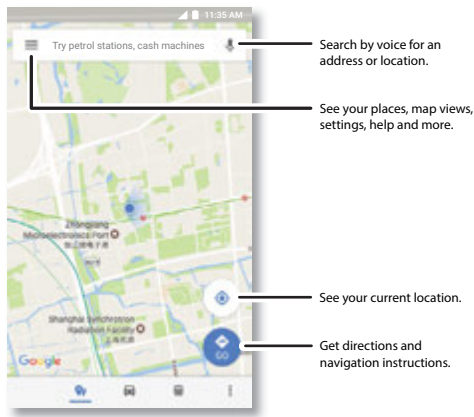 11:35 AM
Try petrol stations, cash machines
Search by voice for an
address or location.
See your places, map views,
settings, help and more.
Zhangjiang
Microelectronics Port
See your current location.
Shanghai Synchrotron
Radiation Facility
Get directions and
navigation instructions.
GO
Google